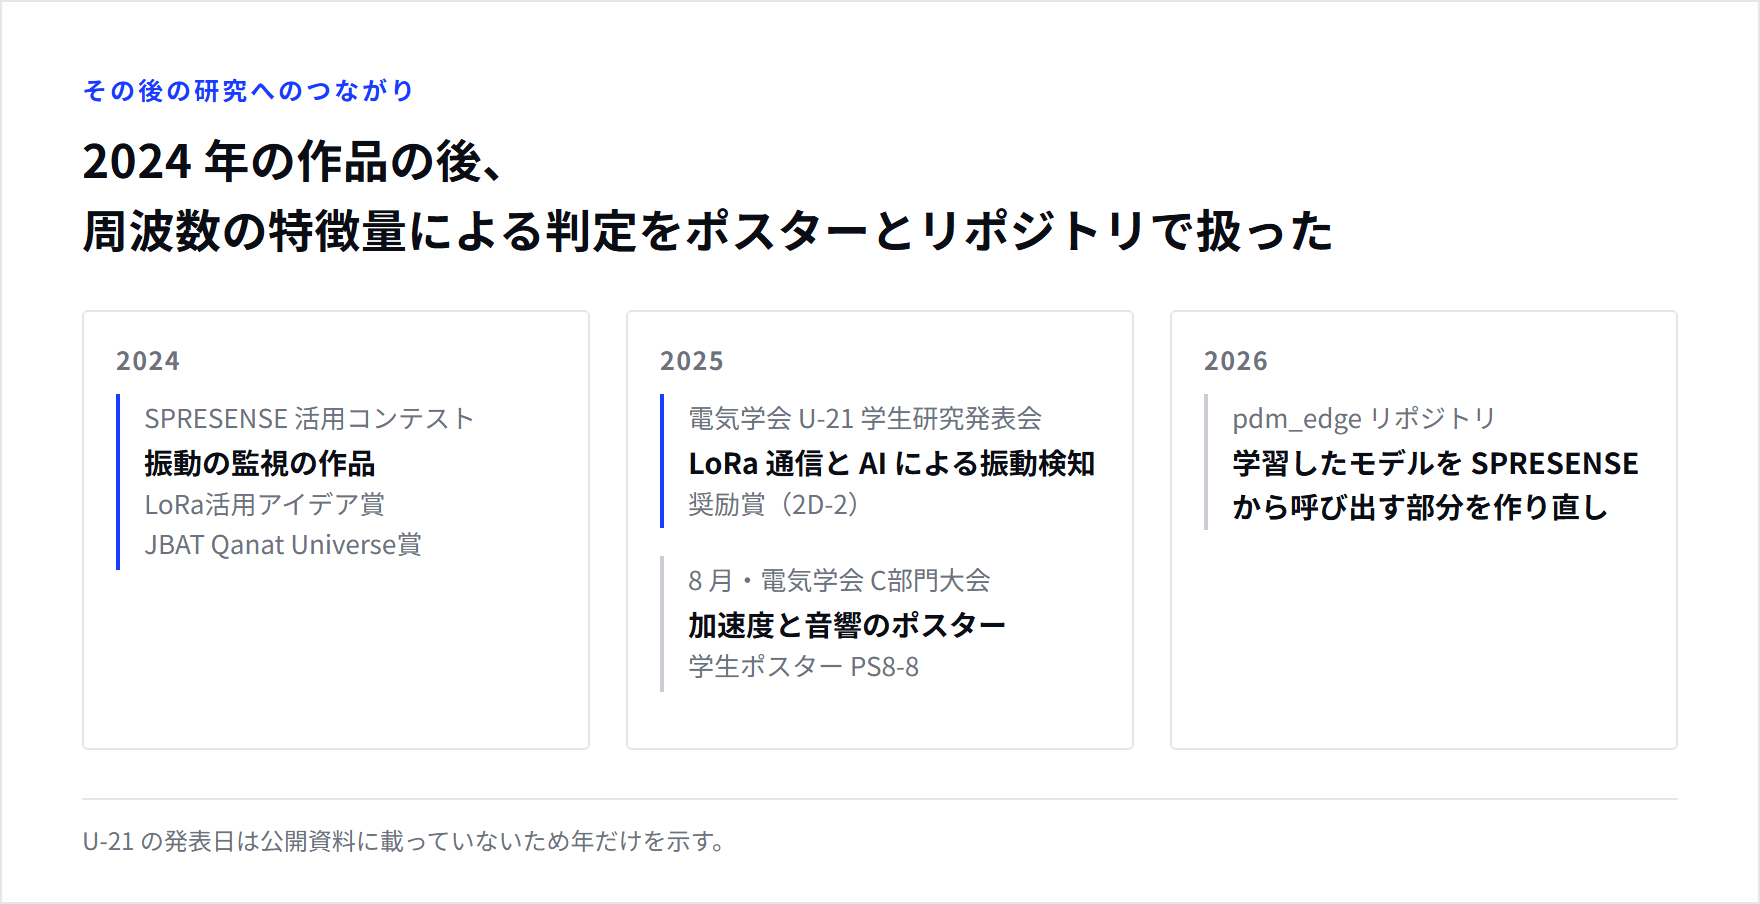 その後の研究へのつながり
2024 年の作品の後、
周波数の特徴量による判定をポスターとリポジトリで扱った
2024
SPRESENSE 活用コンテスト
振動の監視の作品
LoRa活用アイデア賞
JBAT Qanat Universe賞
2025
電気学会 U-21 学生研究発表会
LoRa 通信と AI による振動検知
奨励賞（2D-2）
8 月・電気学会 C部門大会
加速度と音響のポスター
学生ポスター PS8-8
2026
pdm_edge リポジトリ
学習したモデルを SPRESENSE
から呼び出す部分を作り直し
U-21 の発表日は公開資料に載っていないため年だけを示す。